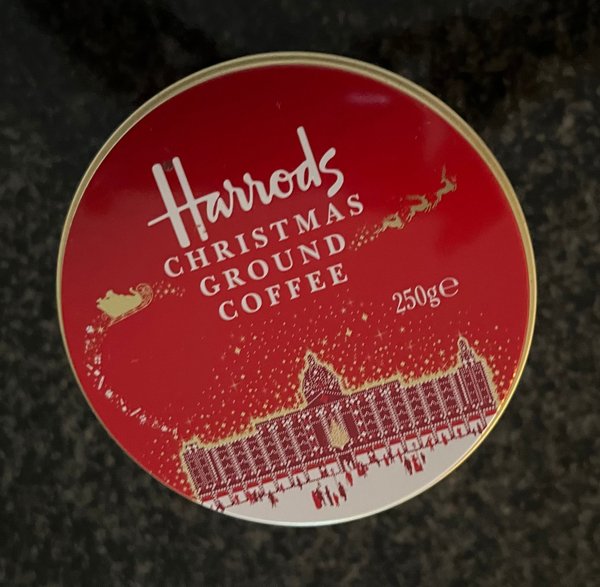 Harrods
CHRISTMAS
GROUND
COFFEE
250g℮